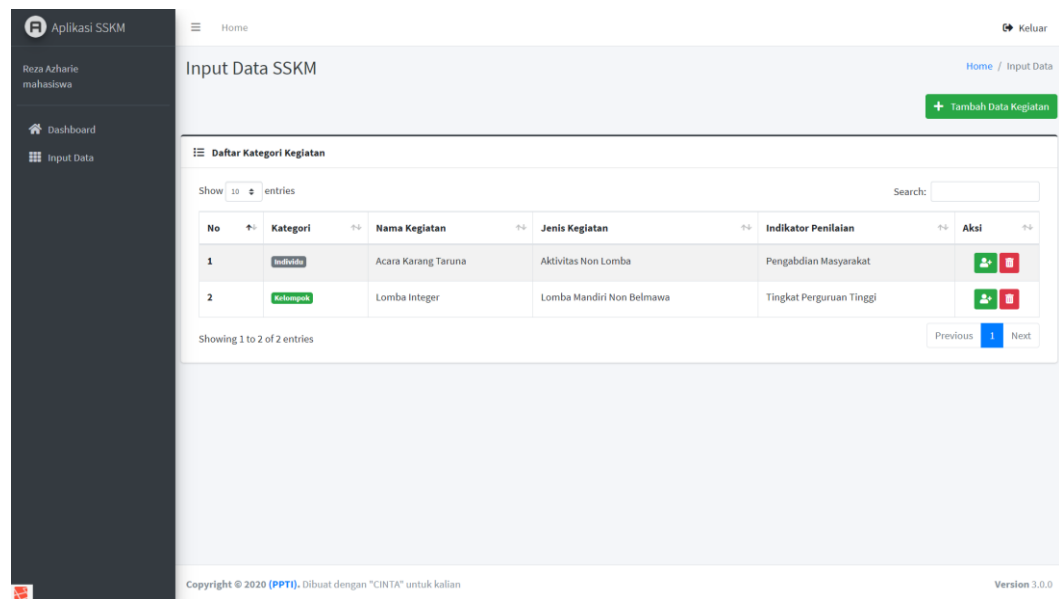 Aplikasi SSKM
Home
Keluar
Reza Azharie
mahasiswa
Dashboard
Input Data
Input Data SSKM
Home / Input Data
Tambah Data Kegiatan
Daftar Kategori Kegiatan
Show 10 entries
Search:
No Kategori Nama Kegiatan Jenis Kegiatan Indikator Penilaian Aksi
1 Individu Acara Karang Taruna Aktivitas Non Lomba Pengabdian Masyarakat
2 Kelompok Lomba Integer Lomba Mandiri Non Belmawa Tingkat Perguruan Tinggi
Showing 1 to 2 of 2 entries
Previous 1 Next
Copyright © 2020 (PPTI). Dibuat dengan "CINTA" untuk kalian
Version 3.0.0